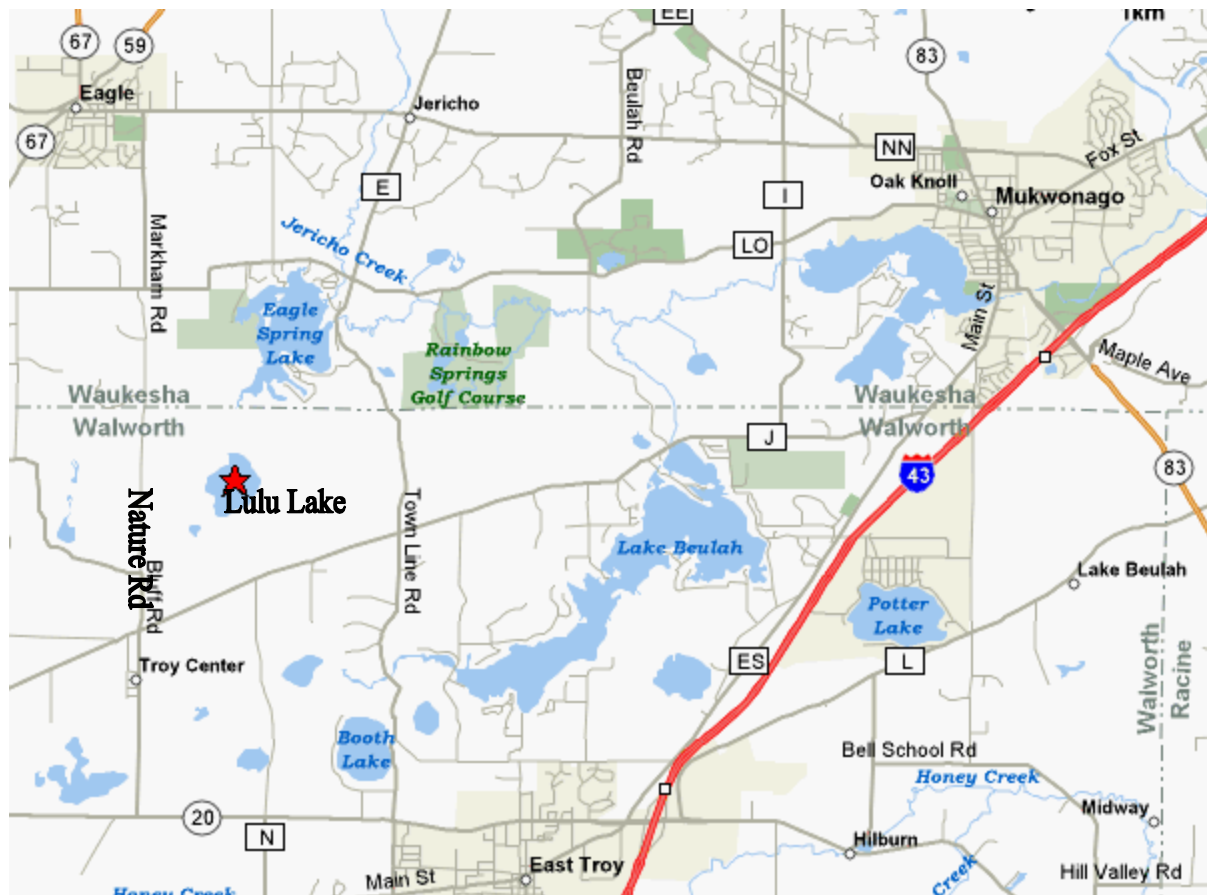 EE
1km
67
59
83
Eagle
Jericho
67
Beulah Rd
NN
Fox St
E
I
Oak Knoll
Mukwonago
Markham Rd
Jericho Creek
LO
Eagle
Spring
Lake
Main St
Rainbow
Springs
Golf Course
Maple Ave
Waukesha
Walworth
Waukesha
Walworth
J
83
43
Lulu Lake
Nature Rd
Town Line Rd
Lake Beulah
Bluff Rd
Lake Beulah
Potter
Lake
Troy Center
ES
L
Walworth
Racine
Booth
Lake
Bell School Rd
Honey Creek
Midway
20
N
Hilburn
East Troy
Main St
Hill Valley Rd
Honey Creek
Creek